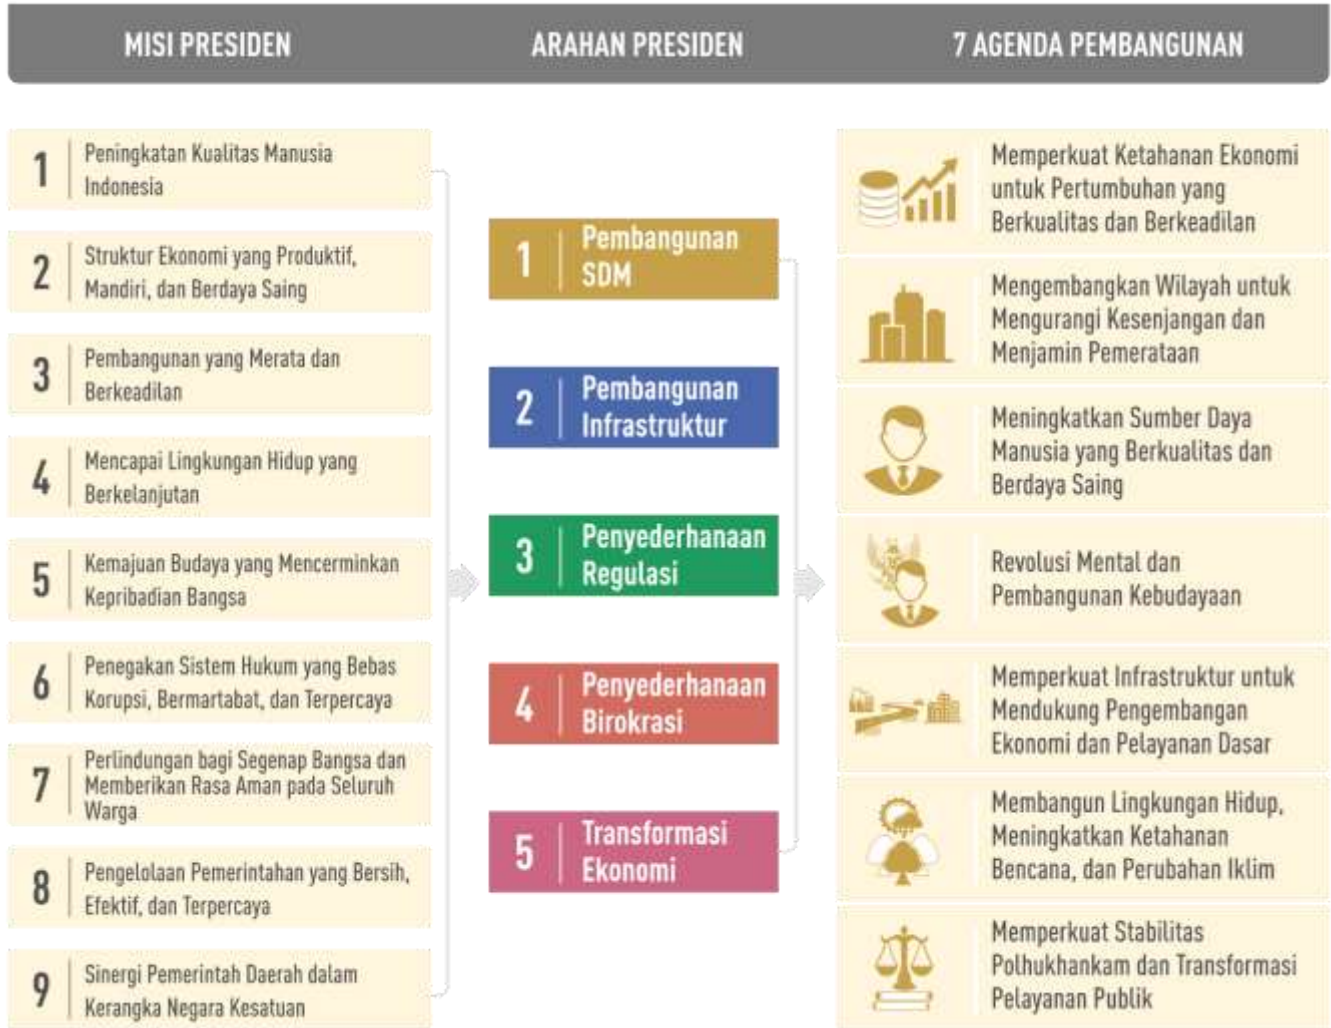 MISI PRESIDEN
ARAHAN PRESIDEN
7 AGENDA PEMBANGUNAN
1
Peningkatan Kualitas Manusia
Indonesia
2
Struktur Ekonomi yang Produktif,
Mandiri, dan Berdaya Saing
3
Pembangunan yang Merata dan
Berkeadilan
4
Mencapai Lingkungan Hidup yang
Berkelanjutan
5
Kemajuan Budaya yang Mencerminkan
Kepribadian Bangsa
6
Penegakan Sistem Hukum yang Bebas
Korupsi, Bermartabat, dan Terpercaya
7
Perlindungan bagi Segenap Bangsa dan
Memberikan Rasa Aman pada Seluruh
Warga
8
Pengelolaan Pemerintahan yang Bersih,
Efektif, dan Terpercaya
9
Sinergi Pemerintah Daerah dalam
Kerangka Negara Kesatuan
1
Pembangunan
SDM
2
Pembangunan
Infrastruktur
3
Penyederhanaan
Regulasi
4
Penyederhanaan
Birokrasi
5
Transformasi
Ekonomi
Memperkuat Ketahanan Ekonomi
untuk Pertumbuhan yang
Berkualitas dan Berkeadilan
Mengembangkan Wilayah untuk
Mengurangi Kesenjangan dan
Menjamin Pemerataan
Meningkatkan Sumber Daya
Manusia yang Berkualitas dan
Berdaya Saing
Revolusi Mental dan
Pembangunan Kebudayaan
Memperkuat Infrastruktur untuk
Mendukung Pengembangan
Ekonomi dan Pelayanan Dasar
Membangun Lingkungan Hidup,
Meningkatkan Ketahanan
Bencana, dan Perubahan Iklim
Memperkuat Stabilitas
Polhukhankam dan Transformasi
Pelayanan Publik